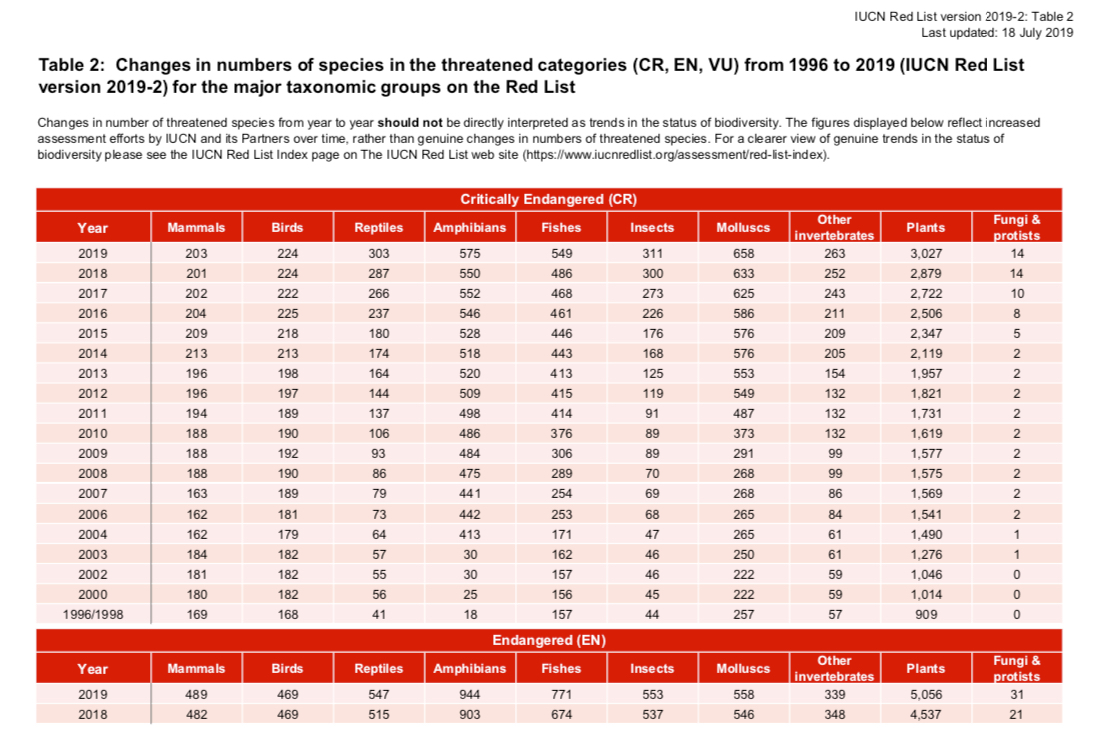 IUCN Red List version 2019-2: Table 2
Last updated: 18 July 2019
Table 2: Changes in numbers of species in the threatened categories (CR, EN, VU) from 1996 to 2019 (IUCN Red List
version 2019-2) for the major taxonomic groups on the Red List
Changes in number of threatened species from year to year should not be directly interpreted as trends in the status of biodiversity. The figures displayed below reflect increased
assessment efforts by IUCN and its Partners over time, rather than genuine changes in numbers of threatened species. For a clearer view of genuine trends in the status of
biodiversity please see the IUCN Red List Index page on The IUCN Red List web site (https://www.iucnredlist.org/assessment/red-list-index).
Critically Endangered (CR)
Year Mammals Birds Reptiles Amphibians Fishes Insects Molluscs Other invertebrates Plants Fungi & protists
2019 203 224 303 575 549 311 658 263 3,027 14
2018 201 224 287 550 486 300 633 252 2,879 14
2017 202 222 266 552 468 273 625 243 2,722 10
2016 204 225 237 546 461 226 586 211 2,506 8
2015 209 218 180 528 446 176 576 209 2,347 5
2014 213 213 174 518 443 168 576 205 2,119 2
2013 196 198 164 520 413 125 553 154 1,957 2
2012 196 197 144 509 415 119 549 132 1,821 2
2011 194 189 137 498 414 91 487 132 1,731 2
2010 188 190 106 486 376 89 373 132 1,619 2
2009 188 192 93 484 306 89 291 99 1,577 2
2008 188 190 86 475 289 70 268 99 1,575 2
2007 163 189 79 441 254 69 268 86 1,569 2
2006 162 181 73 442 253 68 265 84 1,541 2
2004 162 179 64 413 171 47 265 61 1,490 1
2003 184 182 57 30 162 46 250 61 1,276 1
2002 181 182 55 30 157 46 222 59 1,046 0
2000 180 182 56 25 156 45 222 59 1,014 0
1996/1998 169 168 41 18 157 44 257 57 909 0
Endangered (EN)
Year Mammals Birds Reptiles Amphibians Fishes Insects Molluscs Other invertebrates Plants Fungi & protists
2019 489 469 547 944 771 553 558 339 5,056 31
2018 482 469 515 903 674 537 546 348 4,537 21